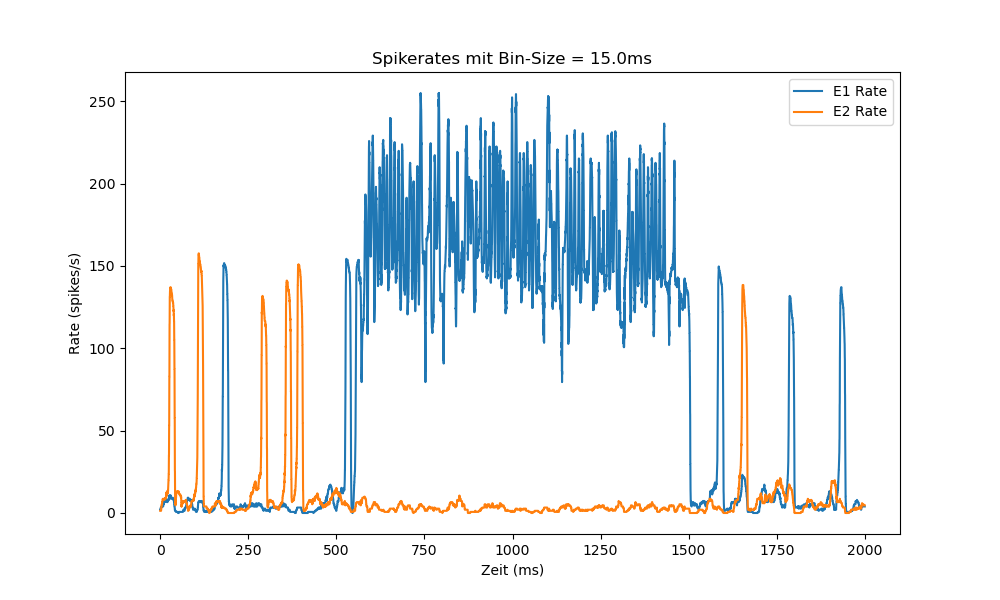 Spikerates mit Bin-Size = 15.0ms
E1 Rate
E2 Rate
Rate (spikes/s)
250
200
150
100
50
0
0 250 500 750 1000 1250 1500 1750 2000
Zeit (ms)